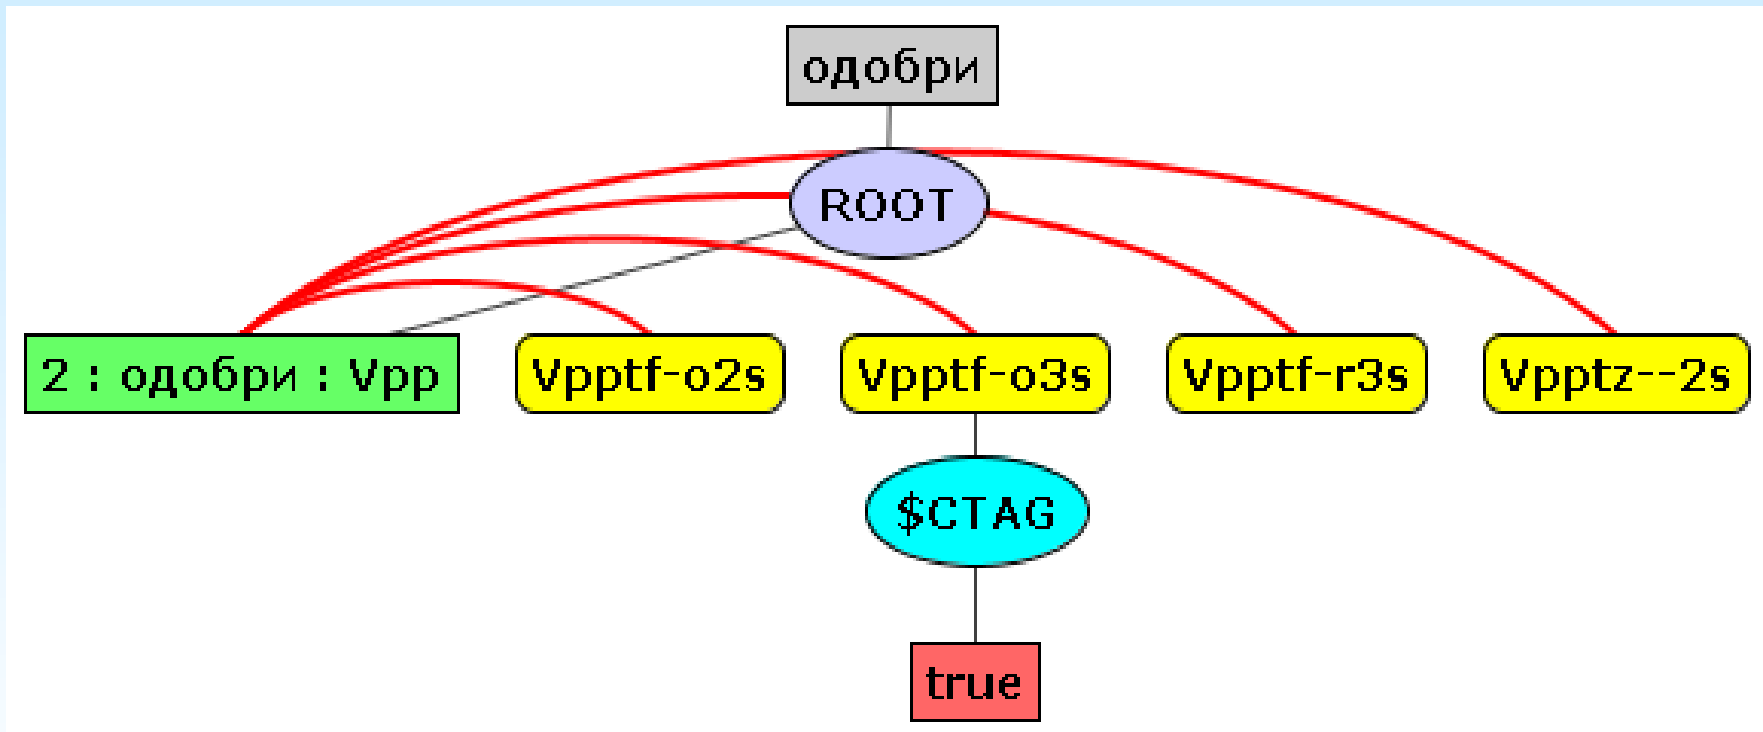 одобри
ROOT
2 : одобри : Vpp
Vpptf-o2s
Vpptf-o3s
Vpptf-r3s
Vpptz--2s
$CTAG
true